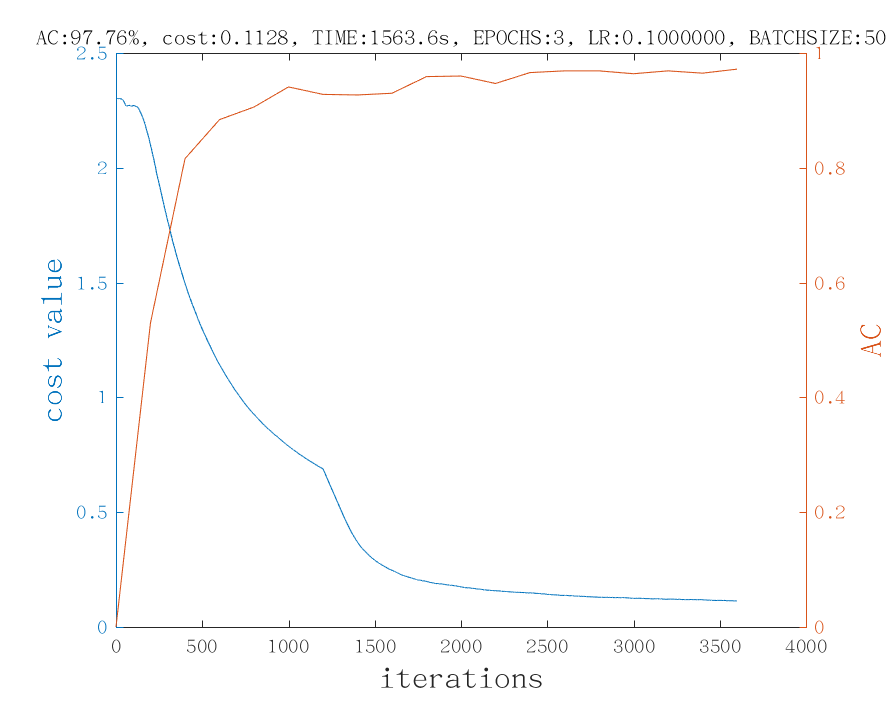 AC:97.76%, cost:0.1128, TIME:1563.6s, EPOCHS:3, LR:0.1000000, BATCHSIZE:50
2.5
2
1.5
1
0.5
0
cost value
1
0.8
0.6
0.4
0.2
0
AC
0 500 1000 1500 2000 2500 3000 3500 4000
iterations